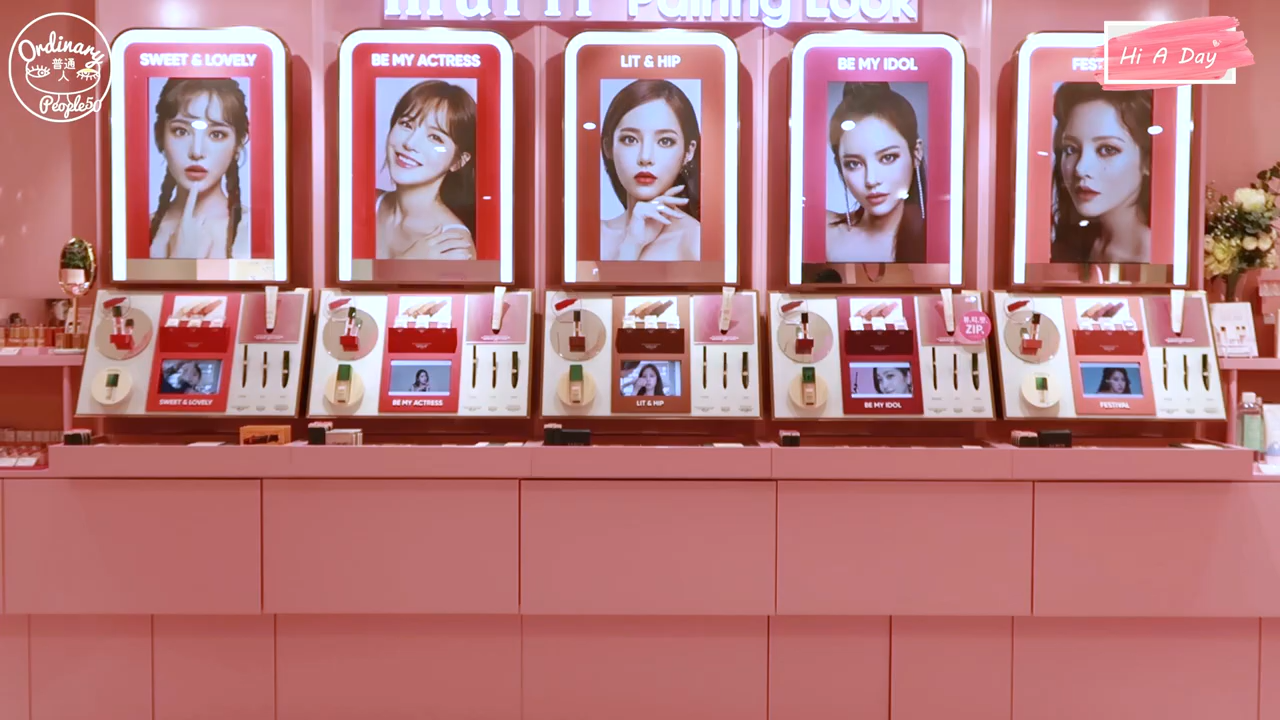 Pairing Look
Ordinary
普通
人
People50
Hi A Day
SWEET & LOVELY
BE MY ACTRESS
LIT & HIP
BE MY IDOL
FEST
ZIP.
SWEET & LOVELY
BE MY ACTRESS
LIT & HIP
BE MY IDOL
FESTIVAL